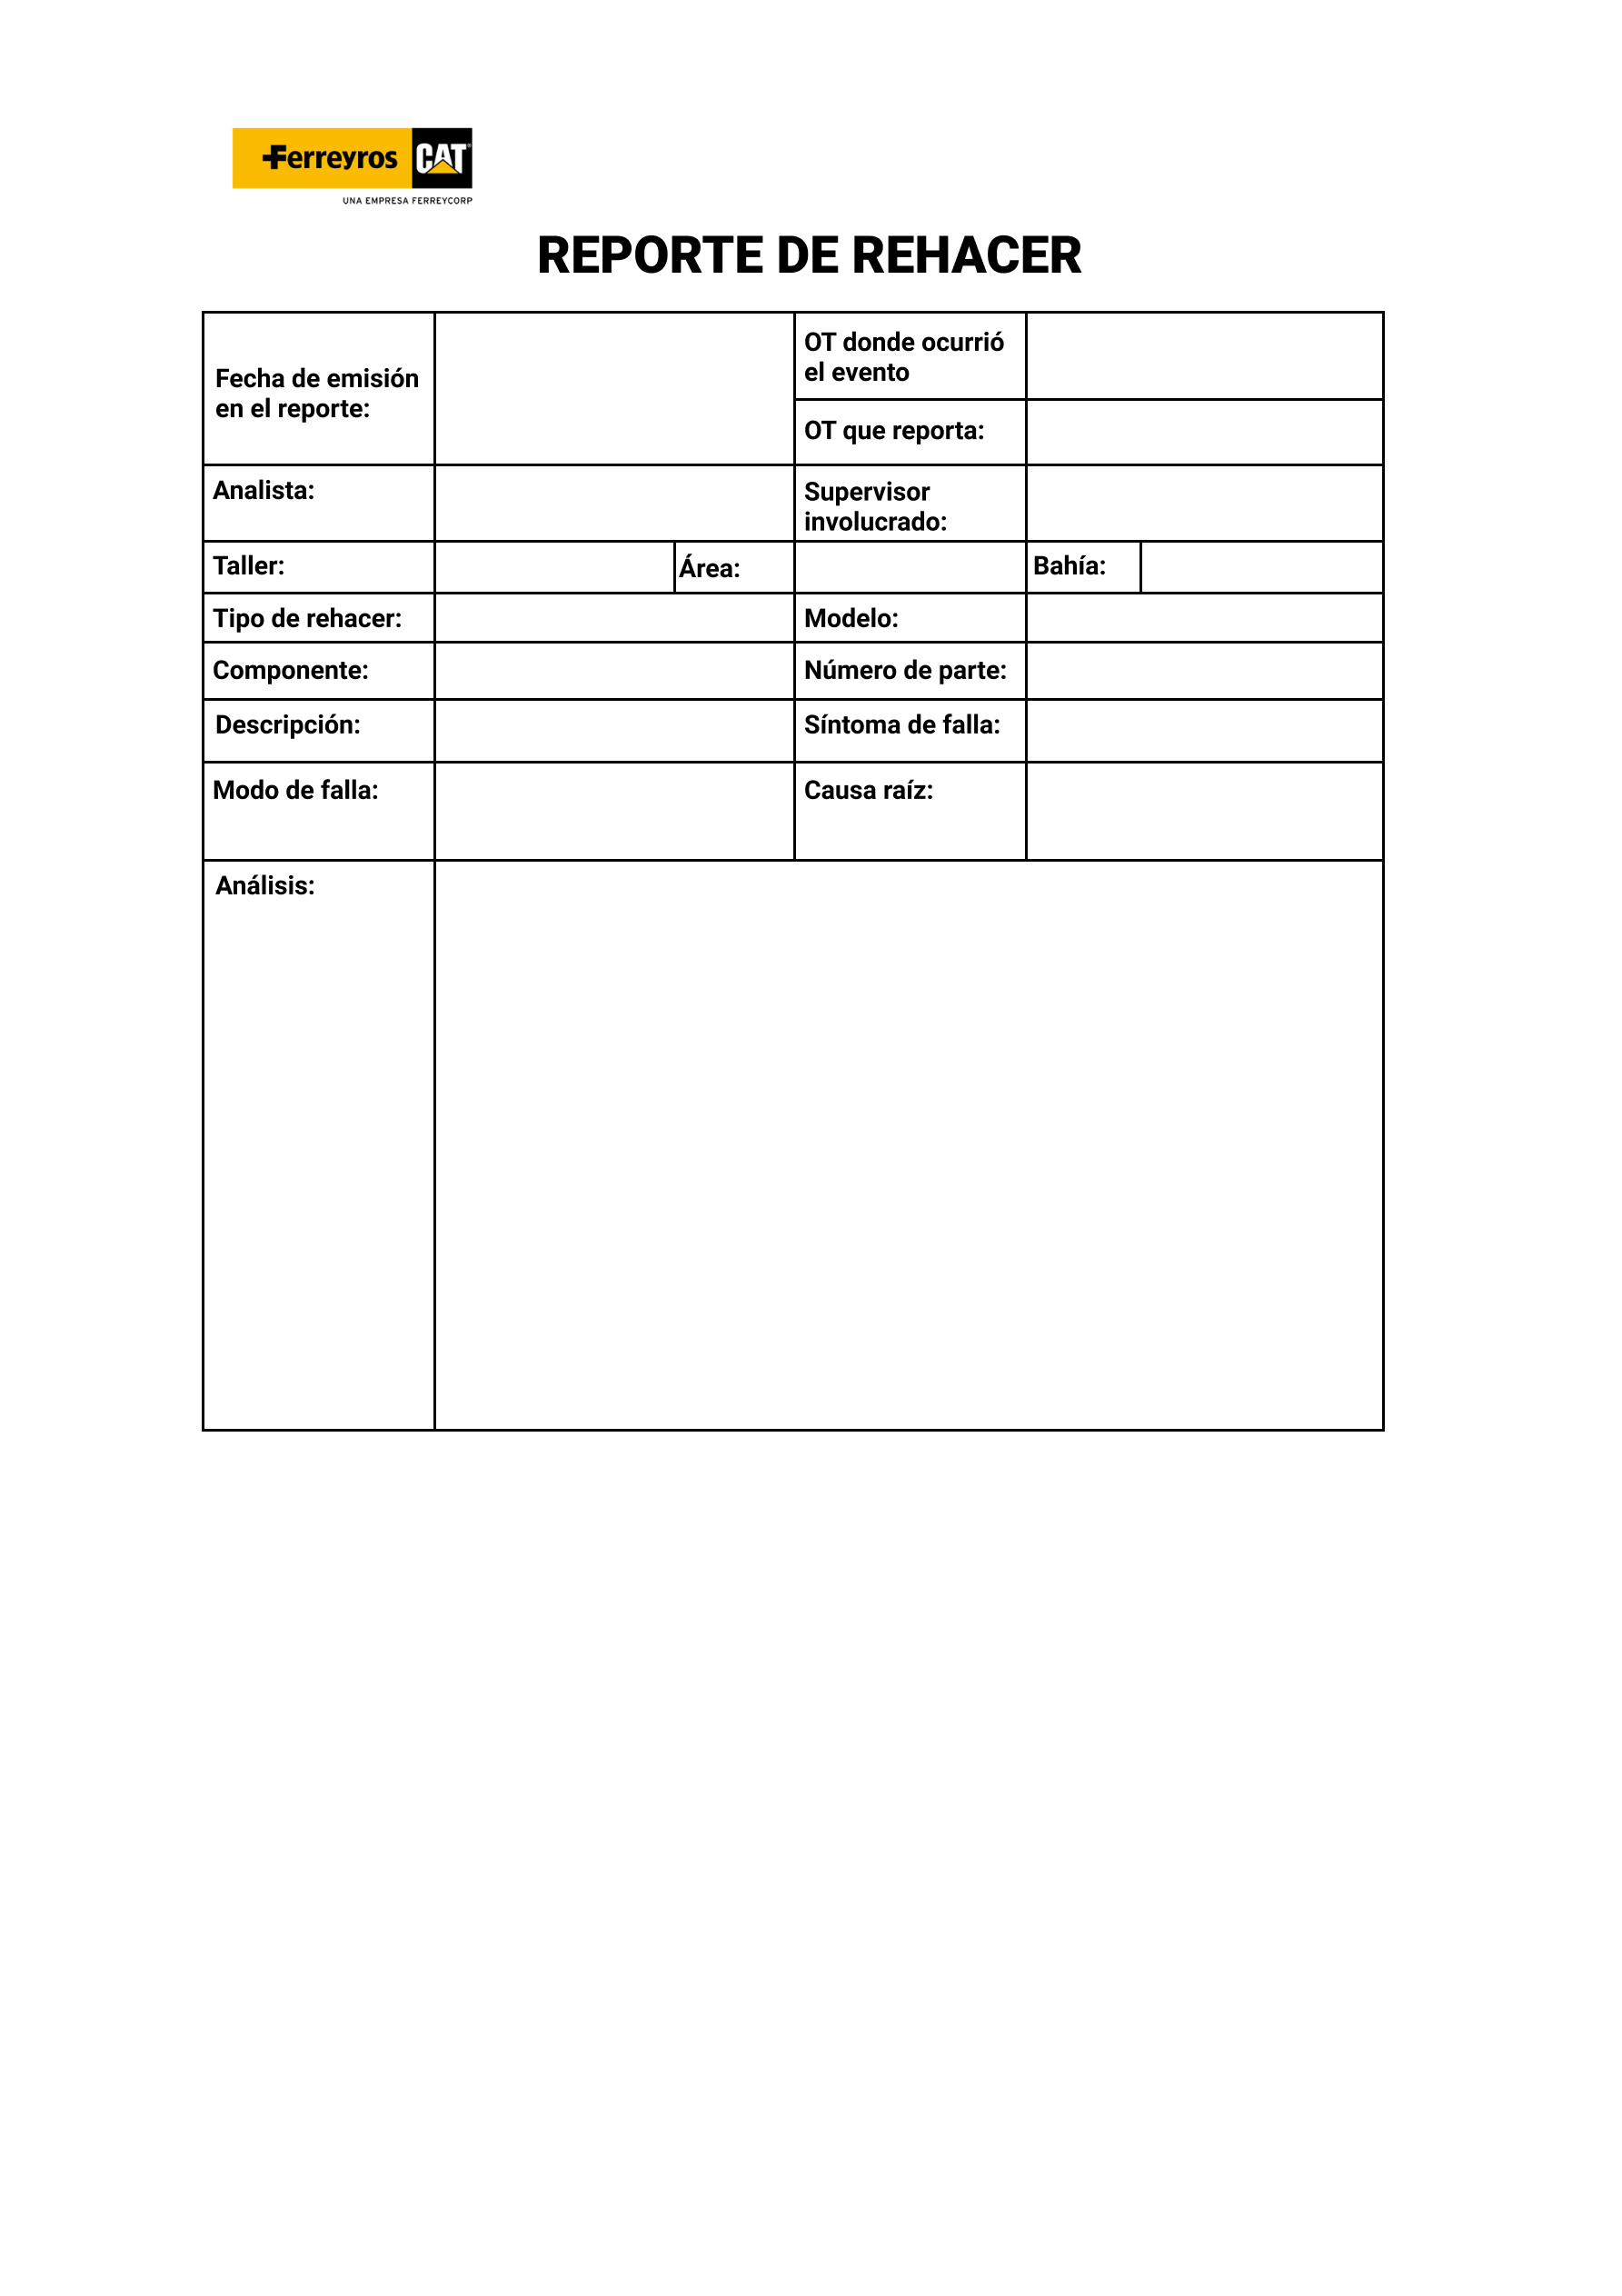 Ferreyros CAT
UNA EMPRESA FERREYCORP
REPORTE DE REHACER
Fecha de emisión
en el reporte:
OT donde ocurrió
el evento
OT que reporta:
Analista:
Supervisor
involucrado:
Taller:
Área:
Bahía:
Tipo de rehacer:
Modelo:
Componente:
Número de parte:
Descripción:
Síntoma de falla:
Modo de falla:
Causa raíz:
Análisis: